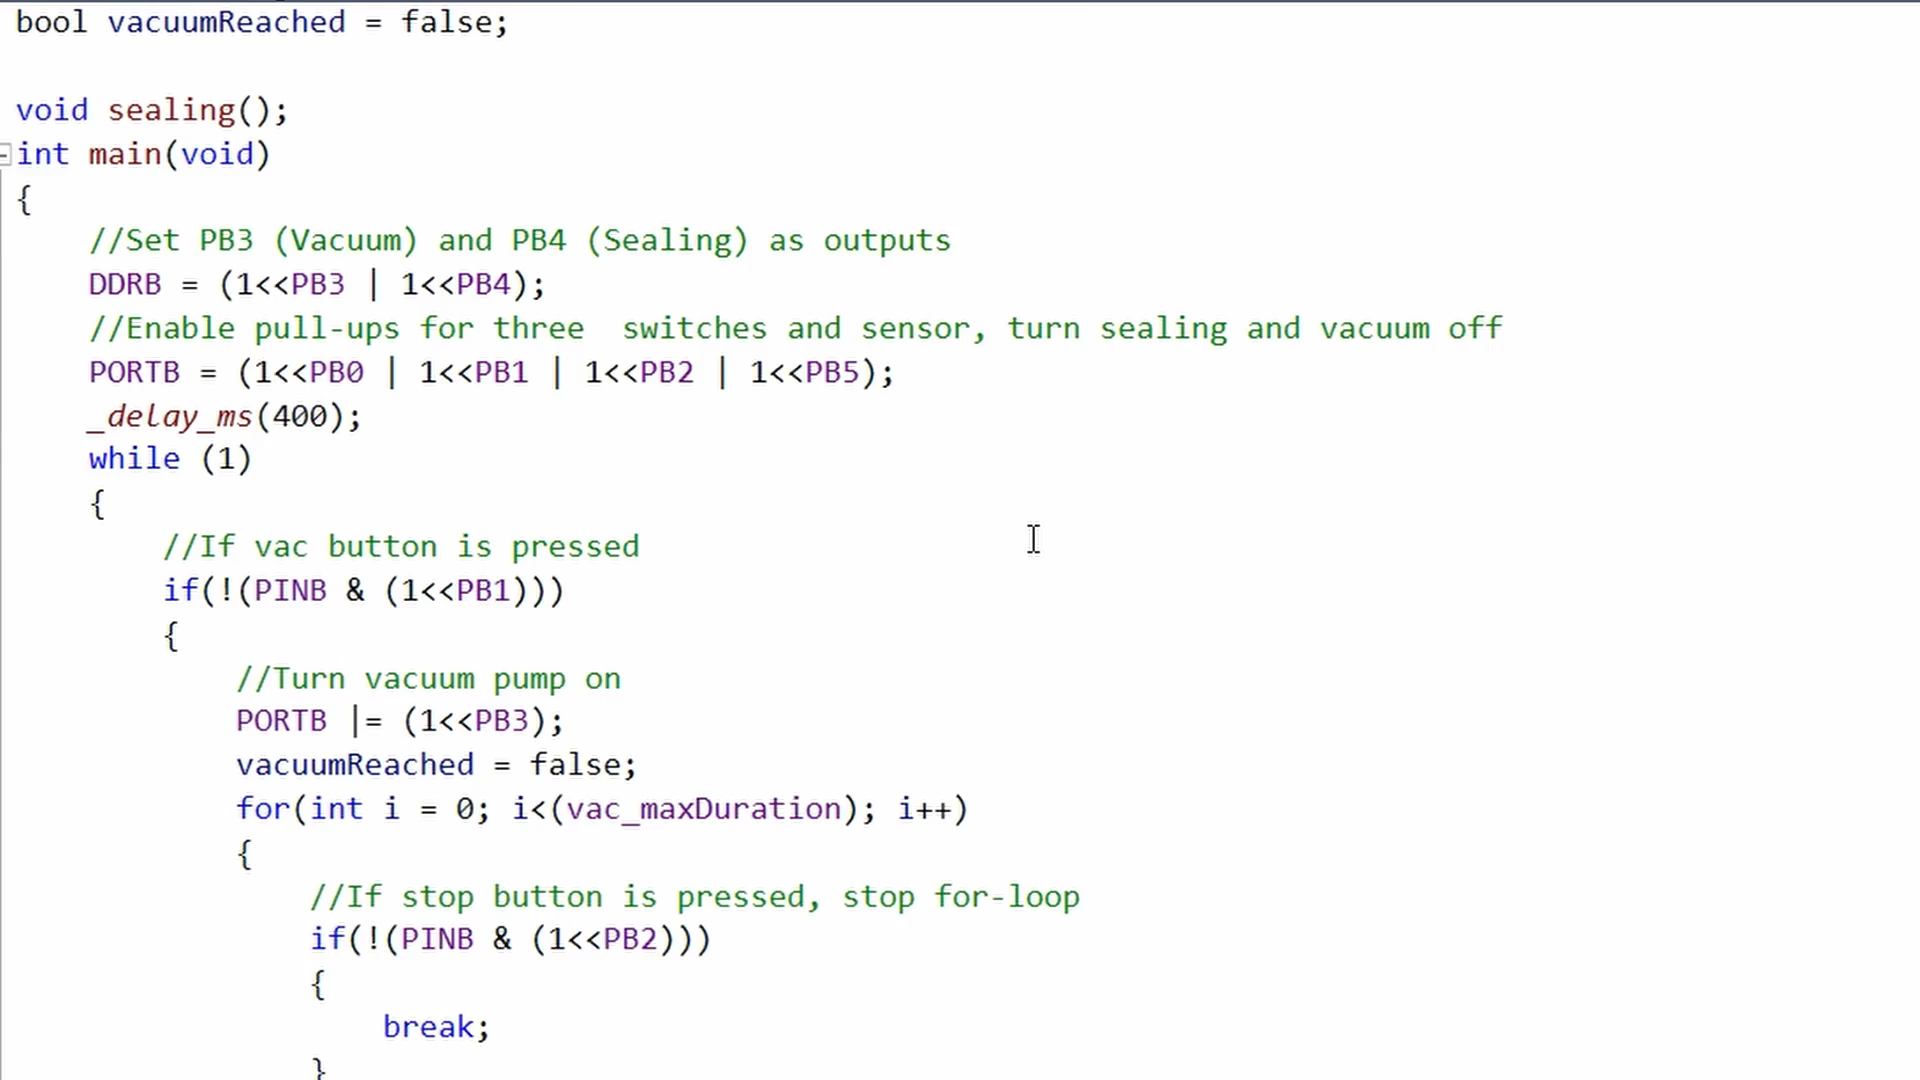 bool vacuumReached = false;
void sealing();
int main(void)
{
//Set PB3 (Vacuum) and PB4 (Sealing) as outputs
DDRB = (1<<PB3 | 1<<PB4);
//Enable pull-ups for three  switches and sensor, turn sealing and vacuum off
PORTB = (1<<PB0 | 1<<PB1 | 1<<PB2 | 1<<PB5);
_delay_ms(400);
while (1)
{
//If vac button is pressed
if(!(PINB & (1<<PB1)))
{
//Turn vacuum pump on
PORTB |= (1<<PB3);
vacuumReached = false;
for(int i = 0; i<(vac_maxDuration); i++)
{
//If stop button is pressed, stop for-loop
if(!(PINB & (1<<PB2)))
{
break;
}